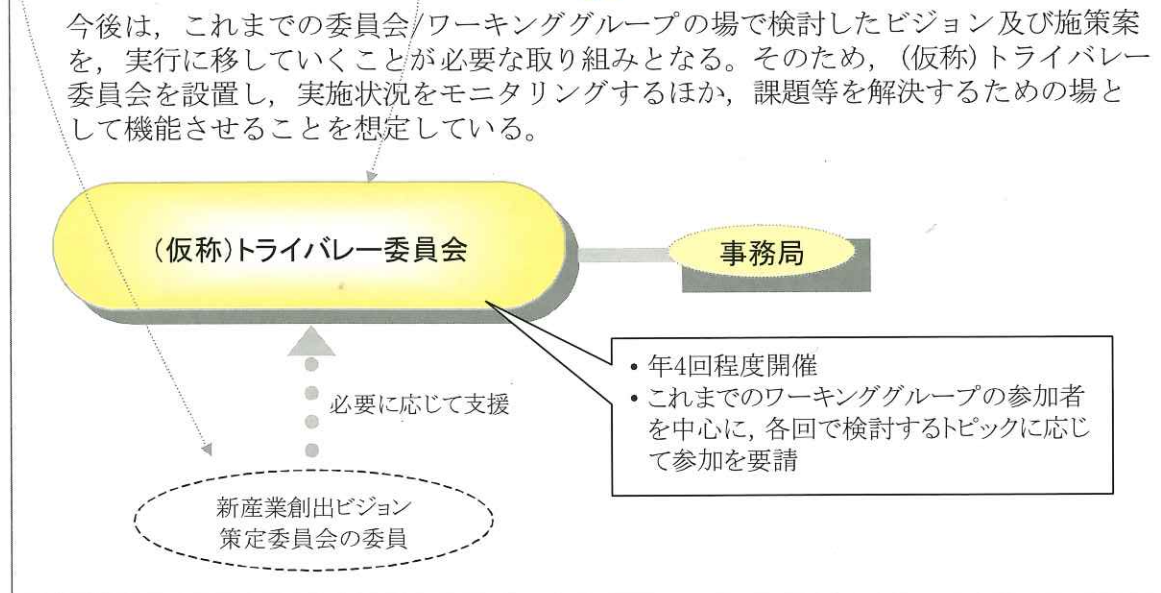 今後は，これまでの委員会/ワーキンググループの場で検討したビジョン及び施策案
を，実行に移していくことが必要な取り組みとなる。そのため，(仮称)トライバレー
委員会を設置し，実施状況をモニタリングするほか，課題等を解決するための場と
して機能させることを想定している。
(仮称)トライバレー委員会
事務局
• 年4回程度開催
• これまでのワーキンググループの参加者
を中心に，各回で検討するトピックに応じ
て参加を要請
必要に応じて支援
新産業創出ビジョン
策定委員会の委員